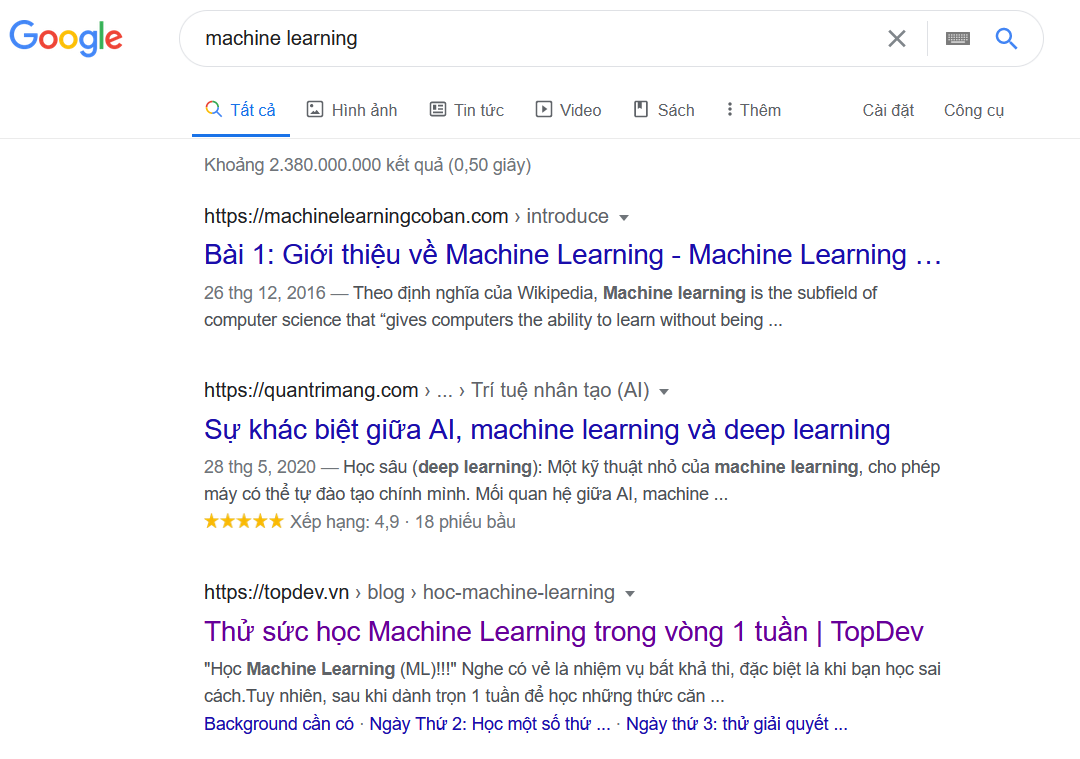 Google
machine learning
Tất cả Hình ảnh Tin tức Video Sách Thêm Cài đặt Công cụ
Khoảng 2.380.000.000 kết quả (0,50 giây)
https://machinelearningcoban.com › introduce
Bài 1: Giới thiệu về Machine Learning - Machine Learning ...
26 thg 12, 2016 — Theo định nghĩa của Wikipedia, Machine learning is the subfield of
computer science that “gives computers the ability to learn without being ...
https://quantrimang.com › ... › Trí tuệ nhân tạo (AI)
Sự khác biệt giữa AI, machine learning và deep learning
28 thg 5, 2020 — Học sâu (deep learning): Một kỹ thuật nhỏ của machine learning, cho phép
máy có thể tự đào tạo chính mình. Mối quan hệ giữa AI, machine ...
Xếp hạng: 4,9 · 18 phiếu bầu
https://topdev.vn › blog › hoc-machine-learning
Thử sức học Machine Learning trong vòng 1 tuần | TopDev
"Học Machine Learning (ML)!!!" Nghe có vẻ là nhiệm vụ bất khả thi, đặc biệt là khi bạn học sai
cách.Tuy nhiên, sau khi dành trọn 1 tuần để học những thức căn ...
Background cần có · Ngày Thứ 2: Học một số thứ ... · Ngày thứ 3: thử giải quyết ...